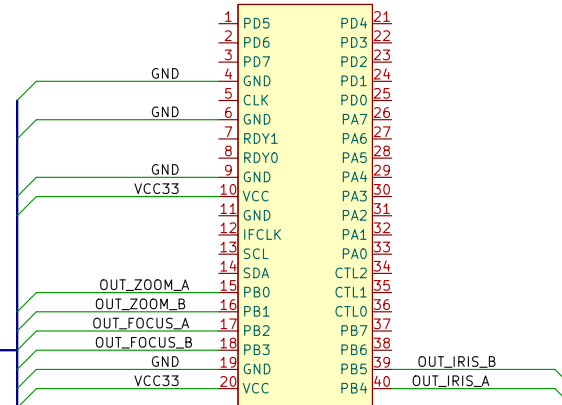 1 PD5 PD4 21
2 PD6 PD3 22
3 PD7 PD2 23
GND 4 GND PD1 24
5 CLK PD0 25
GND 6 GND PA7 26
7 RDY1 PA6 27
8 RDY0 PA5 28
GND 9 GND PA4 29
VCC33 10 VCC PA3 30
11 GND PA2 31
12 IFCLK PA1 32
13 SCL PA0 33
14 SDA CTL2 34
OUT_ZOOM_A 15 PB0 CTL1 35
OUT_ZOOM_B 16 PB1 CTL0 36
OUT_FOCUS_A 17 PB2 PB7 37
OUT_FOCUS_B 18 PB3 PB6 38
GND 19 GND PB5 39 OUT_IRIS_B
VCC33 20 VCC PB4 40 OUT_IRIS_A